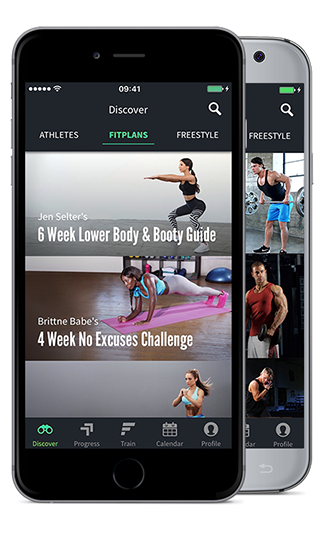 09:41
Discover
ATHLETES FITPLANS FREESTYLE
FREESTYLE
Jen Selter's
6 Week Lower Body & Booty Guide
Brittne Babe's
4 Week No Excuses Challenge
Discover Progress Train Calendar Profile
ndar Profile